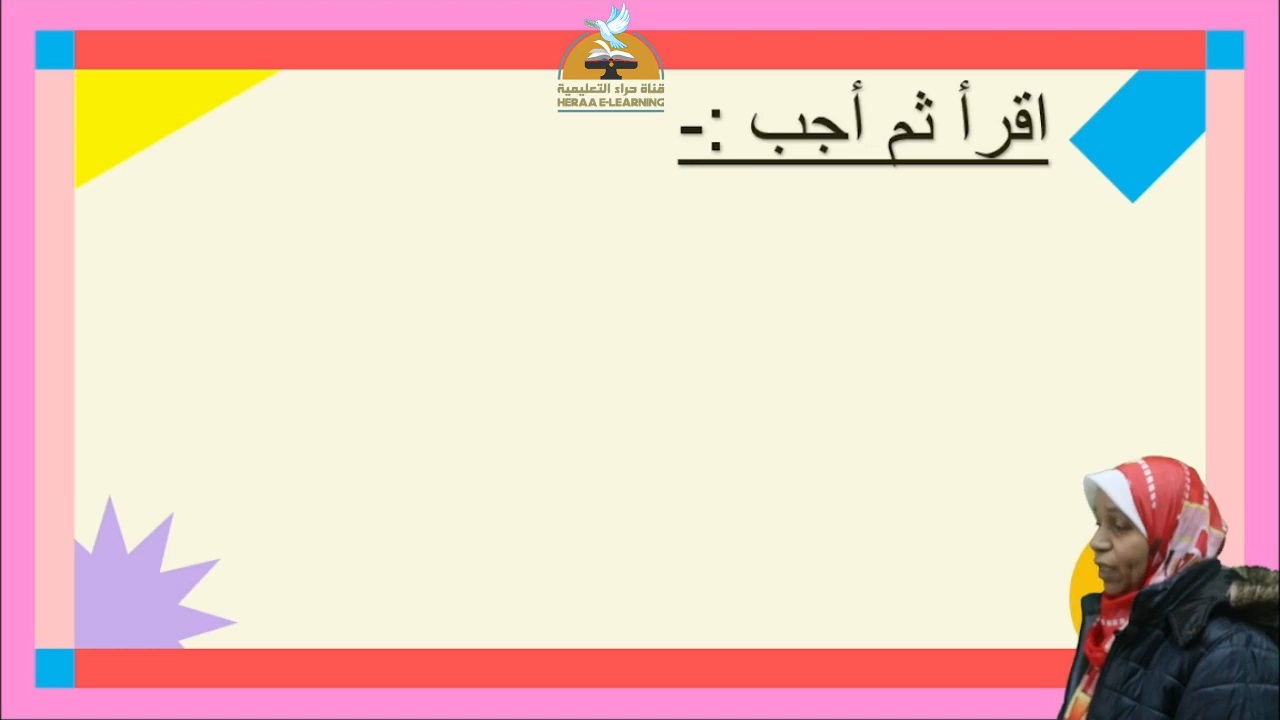 قناة حراء التعليمية
HERAA E-LEARNING
اقرأ ثم أجب :-